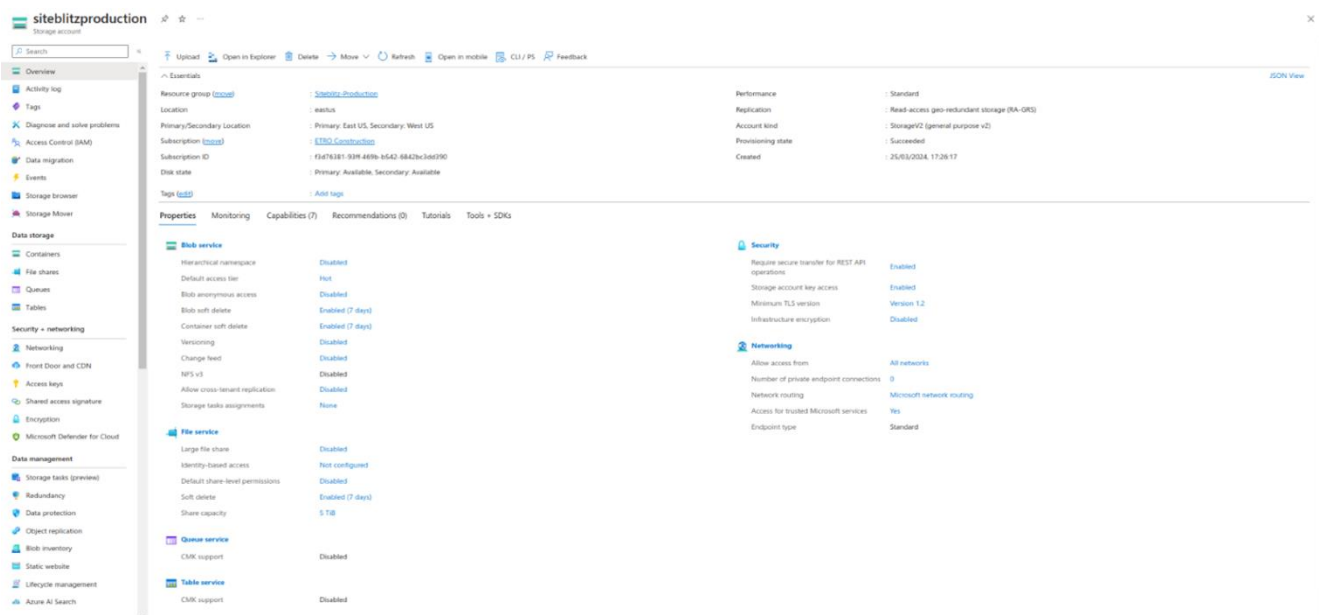 siteblitzproduction
Storage account
Search
Overview
Activity log
Tags
Diagnose and solve problems
Access Control (IAM)
Data migration
Events
Storage browser
Storage Mover
Data storage
Containers
File shares
Queues
Tables
Security + networking
Networking
Front Door and CDN
Access keys
Shared access signature
Encryption
Microsoft Defender for Cloud
Data management
Storage tasks (preview)
Redundancy
Data protection
Object replication
Blob inventory
Static website
Lifecycle management
Azure AI Search
Upload Open in Explorer Delete Move Refresh Open in mobile CLI / PS Feedback
Essentials
JSON View
Resource group (move) : Siteblitz-Production
Location : eastus
Primary/Secondary Location : Primary: East US, Secondary: West US
Subscription (move) : ETRO Construction
Subscription ID : f3d76381-93ff-469b-b542-6842bc3dd390
Disk state : Primary: Available, Secondary: Available
Tags (edit) : Add tags
Performance : Standard
Replication : Read-access geo-redundant storage (RA-GRS)
Account kind : StorageV2 (general purpose v2)
Provisioning state : Succeeded
Created : 25/03/2024, 17:26:17
Properties Monitoring Capabilities (7) Recommendations (0) Tutorials Tools + SDKs
Blob service
Hierarchical namespace Disabled
Default access tier Hot
Blob anonymous access Disabled
Blob soft delete Enabled (7 days)
Container soft delete Enabled (7 days)
Versioning Disabled
Change feed Disabled
NFS v3 Disabled
Allow cross-tenant replication Disabled
Storage tasks assignments None
File service
Large file share Disabled
Identity-based access Not configured
Default share-level permissions Disabled
Soft delete Enabled (7 days)
Share capacity 5 TiB
Queue service
CMK support Disabled
Table service
CMK support Disabled
Security
Require secure transfer for REST API operations Enabled
Storage account key access Enabled
Minimum TLS version Version 1.2
Infrastructure encryption Disabled
Networking
Allow access from All networks
Number of private endpoint connections 0
Network routing Microsoft network routing
Access for trusted Microsoft services Yes
Endpoint type Standard